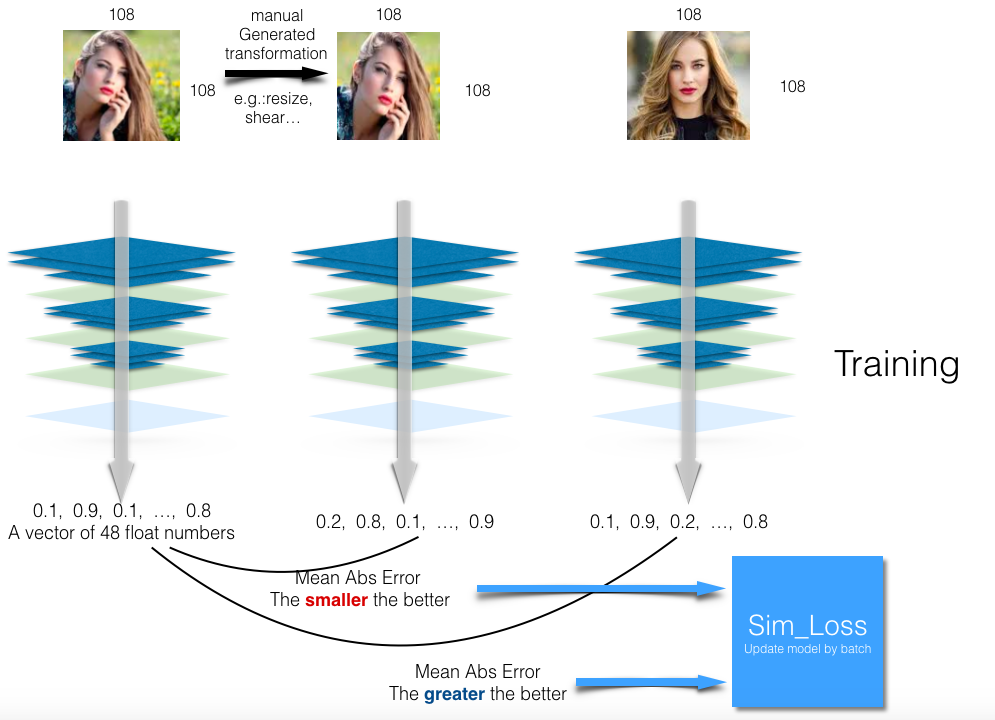 108
manual
Generated
transformation
108
e.g.:resize,
shear…
108
108
108
108
Training
0.1, 0.9, 0.1, …, 0.8
A vector of 48 float numbers
0.2, 0.8, 0.1, …, 0.9
0.1, 0.9, 0.2, …, 0.8
Mean Abs Error
The smaller the better
Sim_Loss
Update model by batch
Mean Abs Error
The greater the better